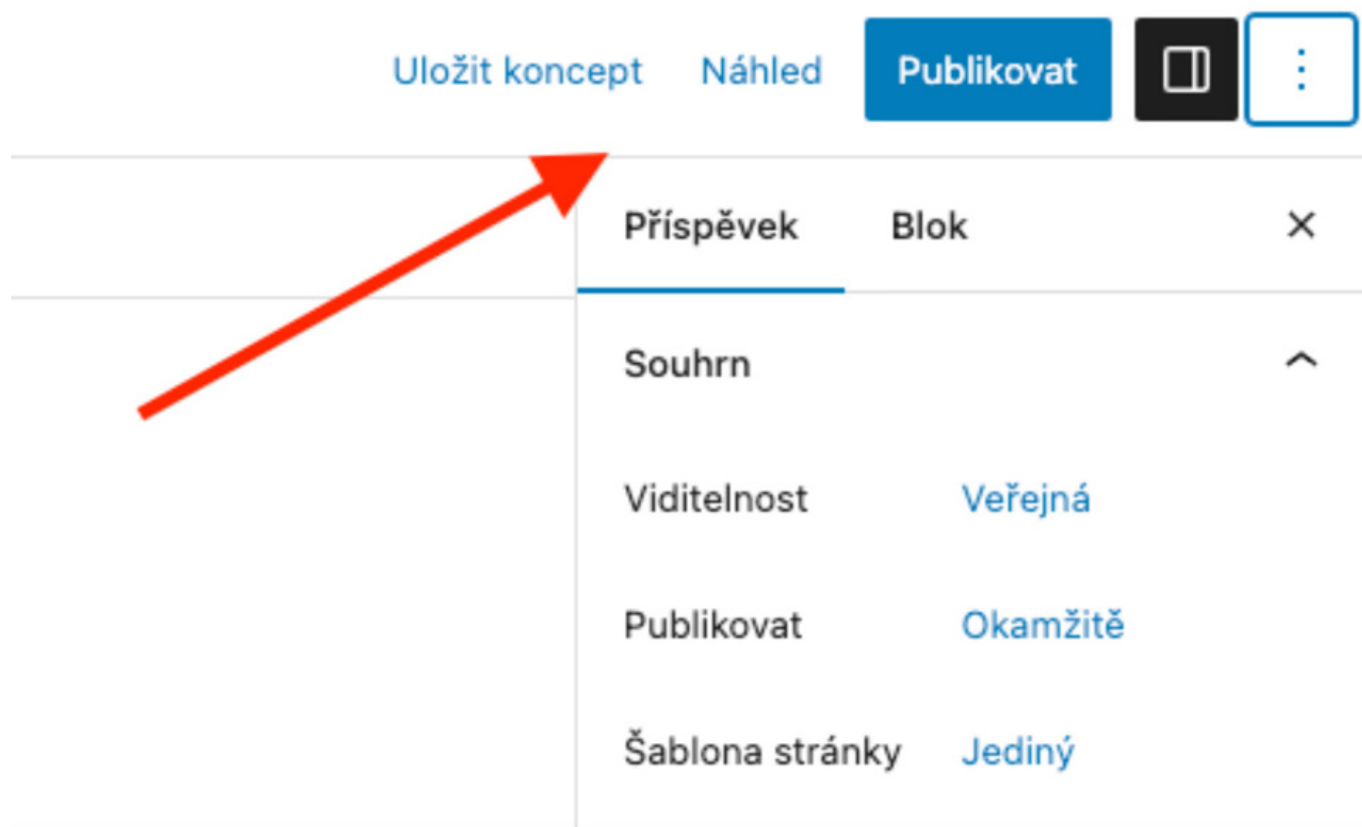 Uložit koncept Náhled Publikovat
Příspěvek Blok
Souhrn
Viditelnost Veřejná
Publikovat Okamžitě
Šablona stránky Jediný